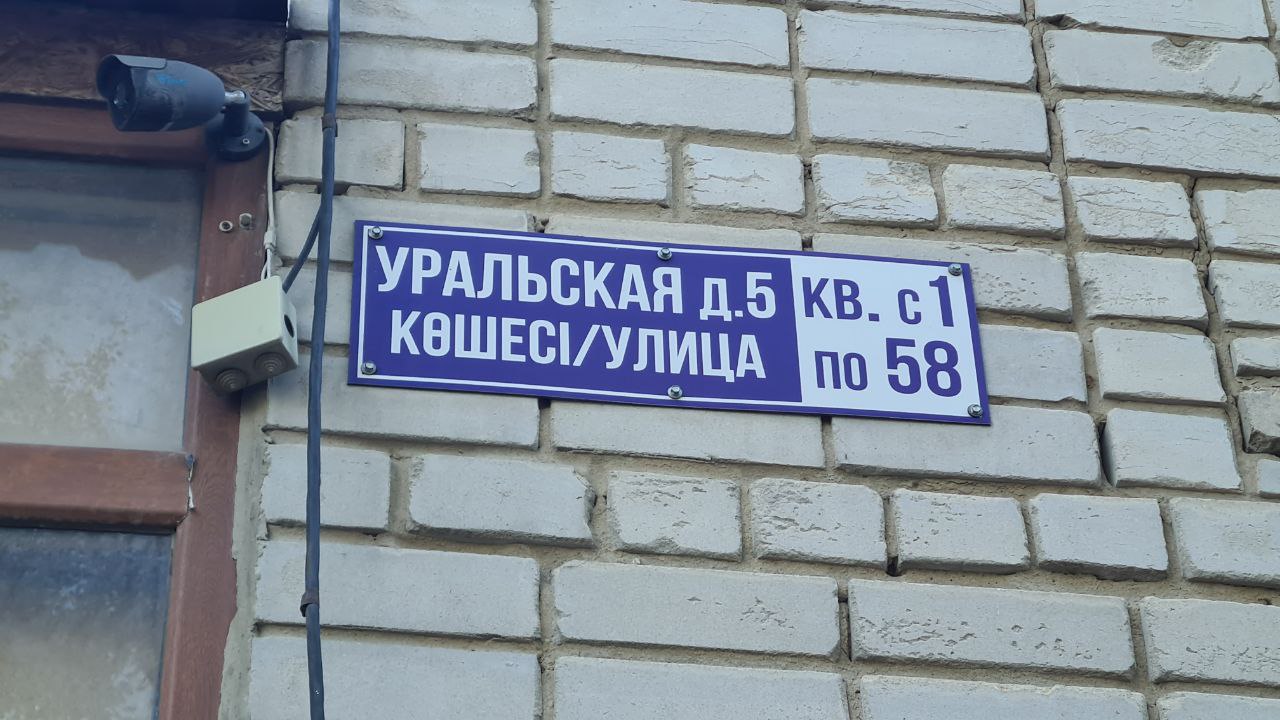 УРАЛЬСКАЯ д.5
КӨШЕСІ/УЛИЦА
КВ. с 1
по 58